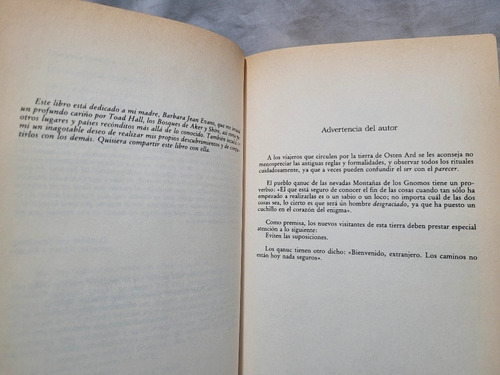 Este libro está dedicado a mi madre, Barbara Jean Evans, que me
un profundo cariño por Toad Hall, los Bosques de Aker y Shire, así como
otros lugares y países recónditos más allá de lo conocido. También
mí un inagotable deseo de realizar mis propios descubrimientos y de
tirlos con los demás. Quisiera compartir este libro con ella.
Advertencia del autor
A los viajeros que circulen por la tierra de Osten Ard se les aconseja no
menospreciar las antiguas reglas y formalidades, y observar todos los rituales
cuidadosamente, ya que a veces pueden confundir el ser con el parecer.
El pueblo qanuc de las nevadas Montañas de los Gnomos tiene un pro-
verbio: «El que está seguro de conocer el fin de las cosas cuando tan sólo ha
empezado a realizarlas es o un sabio o un loco; no importa cuál de las dos
cosas sea, lo cierto es que será un hombre desgraciado, ya que ha puesto un
cuchillo en el corazón del enigma».
Como premisa, los nuevos visitantes de esta tierra deben prestar especial
atención a lo siguiente:
Eviten las suposiciones.
Los qanuc tienen otro dicho: «Bienvenido, extranjero. Los caminos no
están hoy nada seguros».